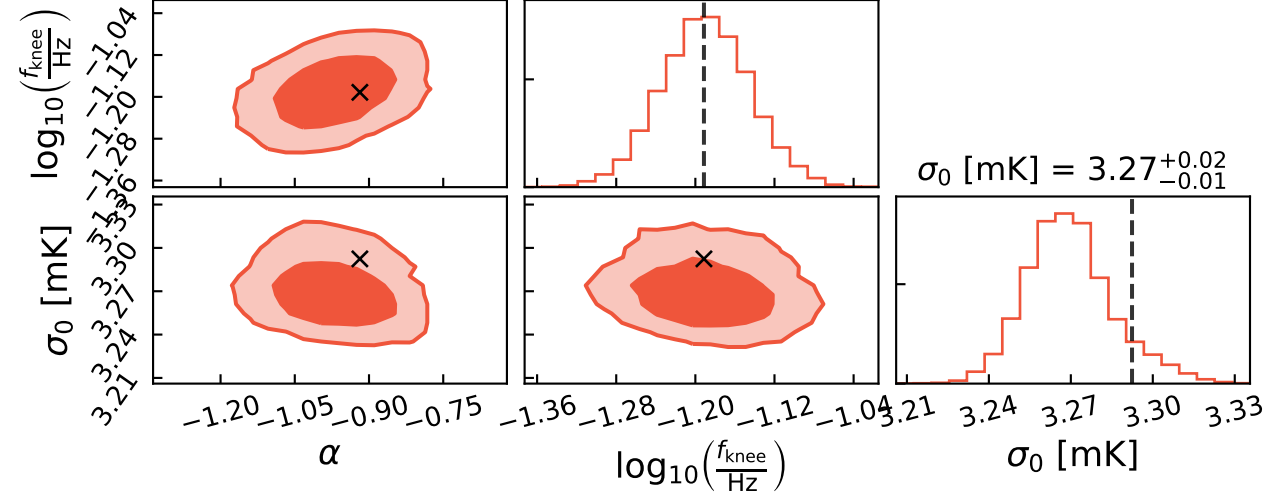 log₁₀(f_knee/Hz)
−1.04
−1.12
−1.20
−1.28
−1.36
σ₀ [mK] = 3.27⁺⁰·⁰²₋₀.₀₁
σ₀ [mK]
3.33
3.30
3.27
3.24
3.21
−1.20 −1.05 −0.90 −0.75
α
−1.36 −1.28 −1.20 −1.12 −1.04
log₁₀(f_knee/Hz)
3.21 3.24 3.27 3.30 3.33
σ₀ [mK]